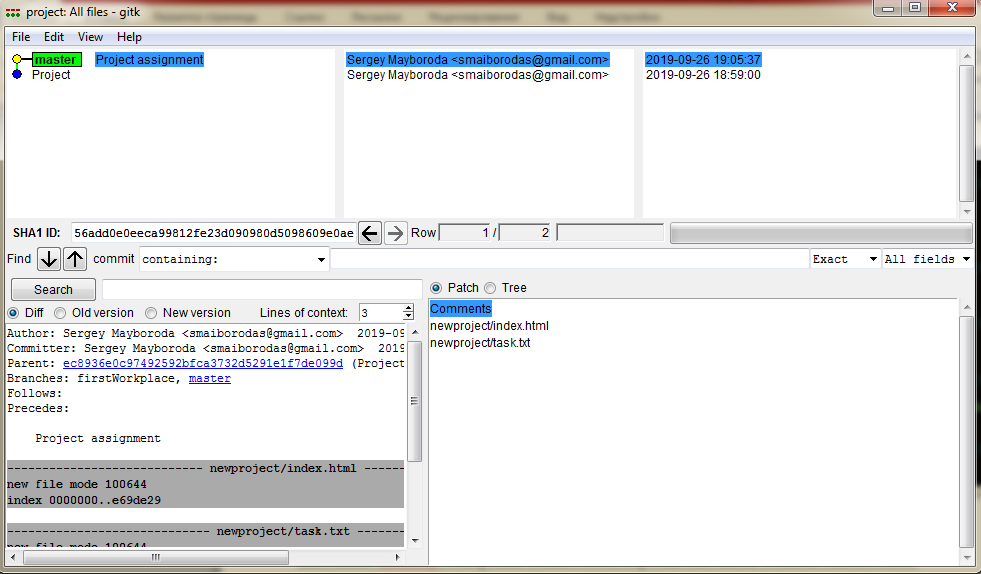 project: All files - gitk
File Edit View Help
master Project assignment Sergey Mayboroda <smaiborodas@gmail.com> 2019-09-26 19:05:37
Project Sergey Mayboroda <smaiborodas@gmail.com> 2019-09-26 18:59:00
SHA1 ID: 56add0e0eeca99812fe23d090980d5098609e0ae Row 1 / 2
Find commit containing: Exact All fields
Search
Patch Tree
Diff Old version New version Lines of context: 3
Comments
newproject/index.html
newproject/task.txt
Author: Sergey Mayboroda <smaiborodas@gmail.com> 2019-09
Committer: Sergey Mayboroda <smaiborodas@gmail.com> 2019
Parent: ec8936e0c97492592bfca3732d5291e1f7de099d (Project
Branches: firstWorkplace, master
Follows:
Precedes:
Project assignment
---------------------------- newproject/index.html ------
new file mode 100644
index 0000000..e69de29
----------------------------- newproject/task.txt -------
new file mode 100644